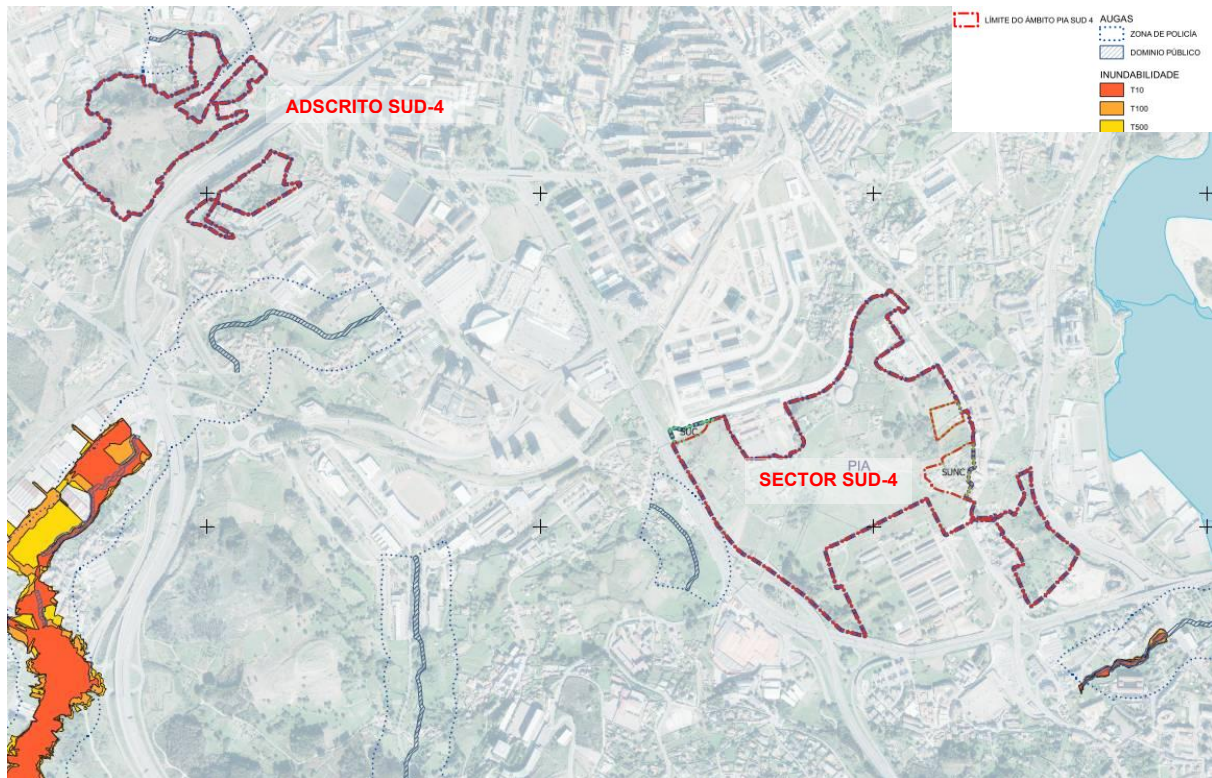 LÍMITE DO ÁMBITO PIA SUD 4
AUGAS
ZONA DE POLICÍA
DOMINIO PÚBLICO
INUNDABILIDADE
T10
T100
T500
ADSCRITO SUD-4
SUC
PIA
SECTOR SUD-4
SUNC